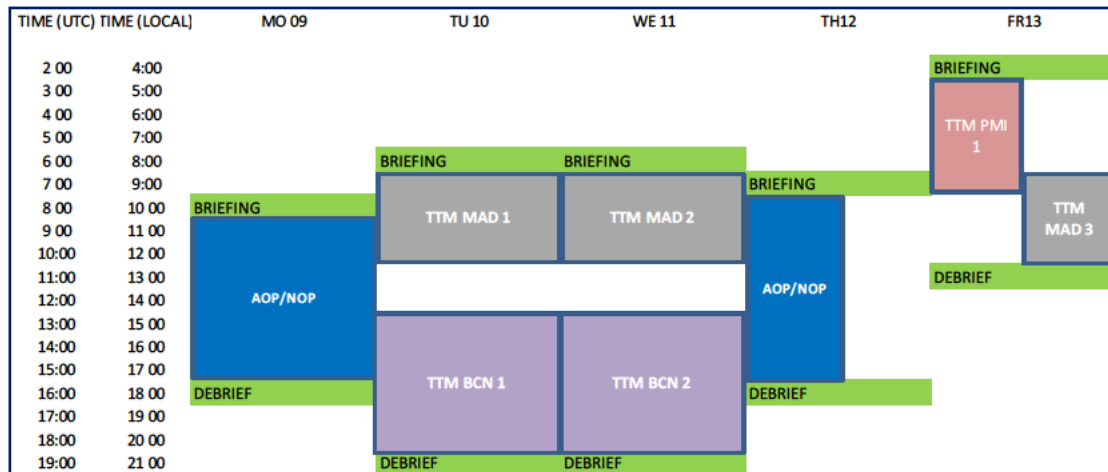 TIME (UTC) TIME (LOCAL) MO 09 TU 10 WE 11 TH12 FR13
2 00 4:00 BRIEFING
3 00 5:00
4 00 6:00
5 00 7:00
TTM PMI
1
6 00 8:00 BRIEFING BRIEFING
7 00 9:00 BRIEFING
8 00 10 00 BRIEFING
TTM MAD 1 TTM MAD 2
TTM
MAD 3
9 00 11 00
10:00 12 00
11:00 13 00 DEBRIEF
12:00 14 00
AOP/NOP AOP/NOP
13:00 15 00
14:00 16 00
15:00 17 00
TTM BCN 1 TTM BCN 2
16:00 18 00 DEBRIEF DEBRIEF
17:00 19 00
18:00 20 00
19:00 21 00 DEBRIEF DEBRIEF